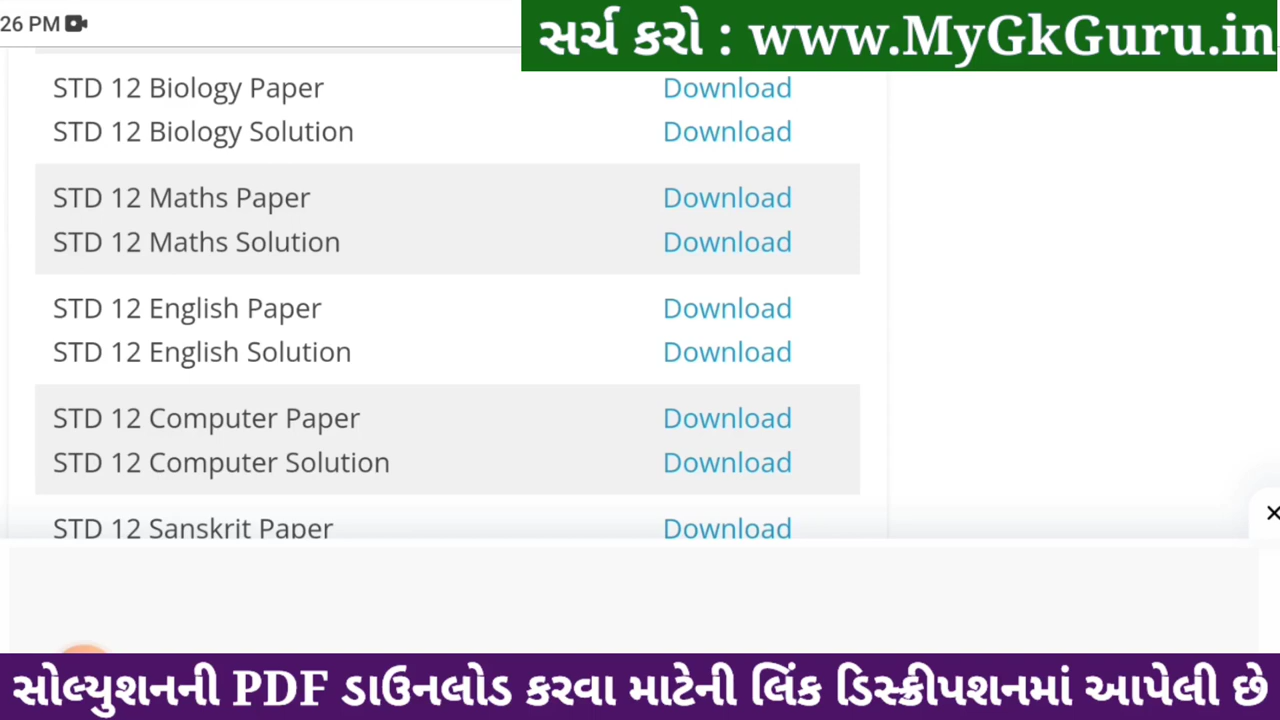 26 PM
સર્ચ કરો : www.MyGkGuru.in
STD 12 Biology Paper Download
STD 12 Biology Solution Download
STD 12 Maths Paper Download
STD 12 Maths Solution Download
STD 12 English Paper Download
STD 12 English Solution Download
STD 12 Computer Paper Download
STD 12 Computer Solution Download
STD 12 Sanskrit Paper Download
×
સોલ્યુશનની PDF ડાઉનલોડ કરવા માટેની લિંક ડિસ્ક્રીપશનમાં આપેલી છે